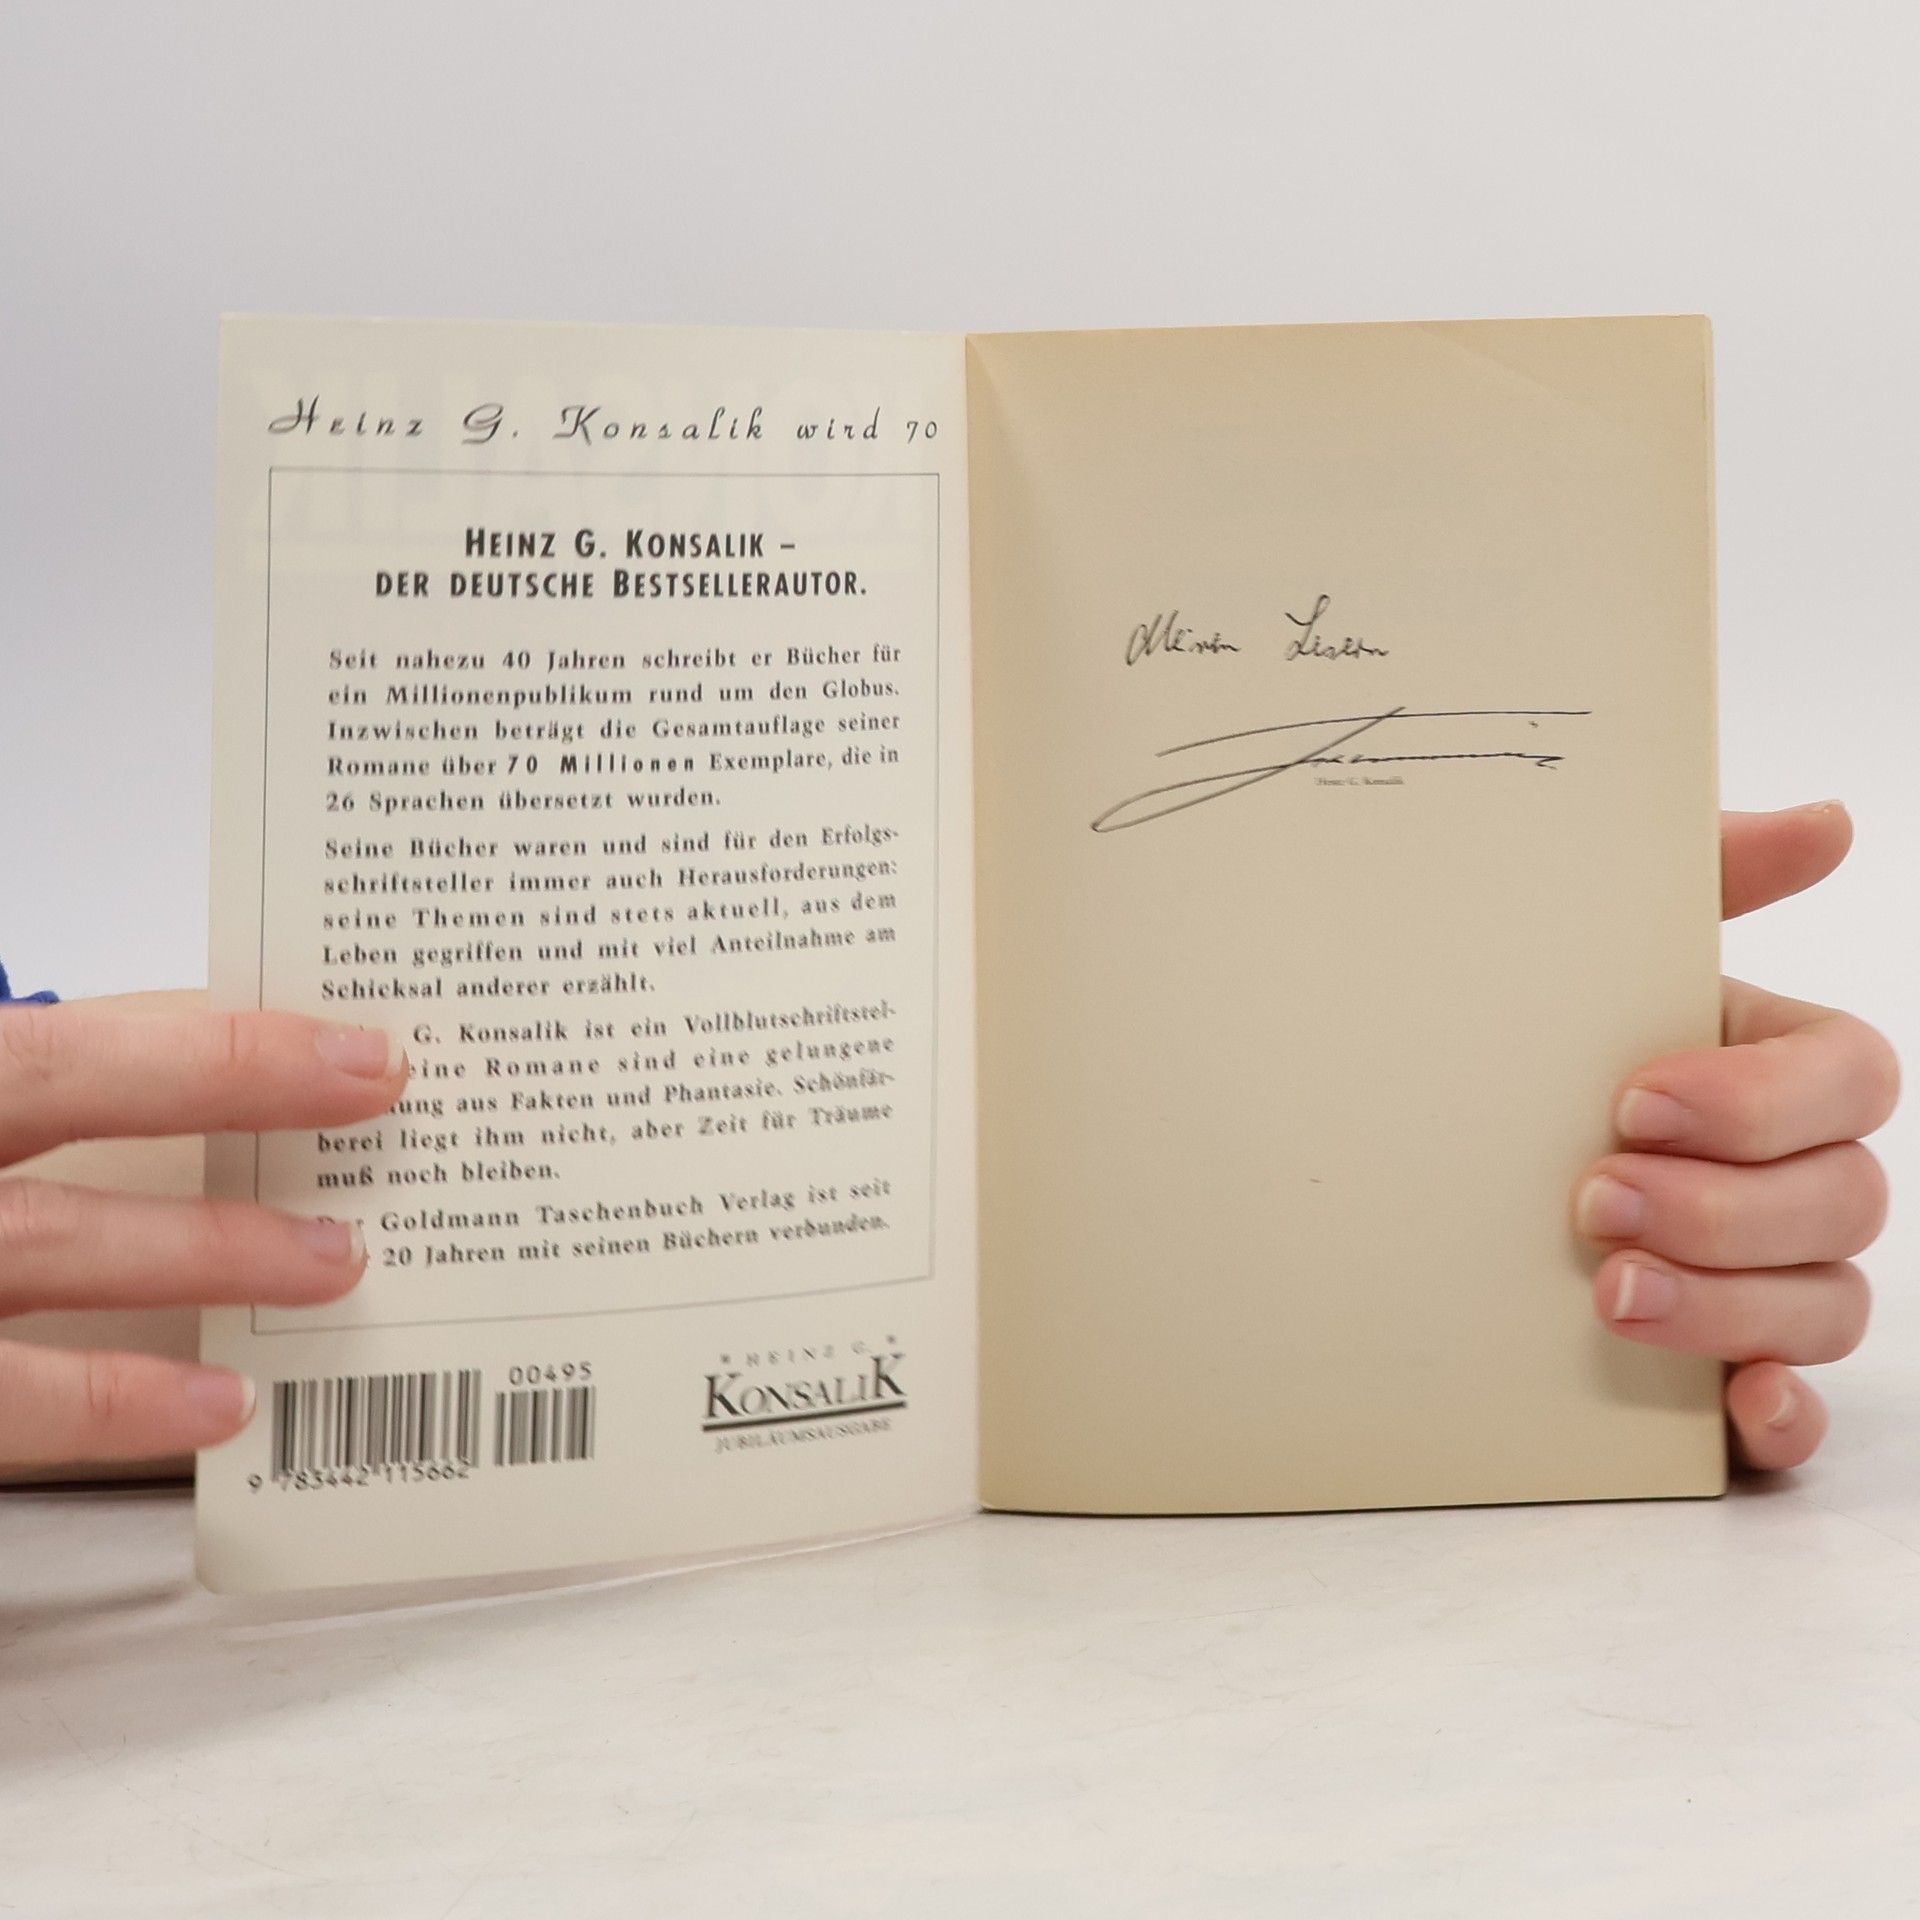 Heinz G. Konsalik wird 70
HEINZ G. KONSALIK –
DER DEUTSCHE BESTSELLERAUTOR.
Seit nahezu 40 Jahren schreibt er Bücher für
ein Millionenpublikum rund um den Globus.
Inzwischen beträgt die Gesamtauflage seiner
Romane über 70 Millionen Exemplare, die in
26 Sprachen übersetzt wurden.
Seine Bücher waren und sind für den Erfolgs-
schriftsteller immer auch Herausforderungen:
seine Themen sind stets aktuell, aus dem
Leben gegriffen und mit viel Anteilnahme am
Schicksal anderer erzählt.
G. Konsalik ist ein Vollblutschriftstel-
eine Romane sind eine gelungene
ung aus Fakten und Phantasie. Schönfär-
berei liegt ihm nicht, aber Zeit für Träume
muß noch bleiben.
Goldmann Taschenbuch Verlag ist seit
20 Jahren mit seinen Büchern verbunden.
00495
9 783442 115662
* HEINZ G. *
KONSALIK
JUBILÄUMSAUSGABE
Meinen Lesern
Heinz G. Konsalik